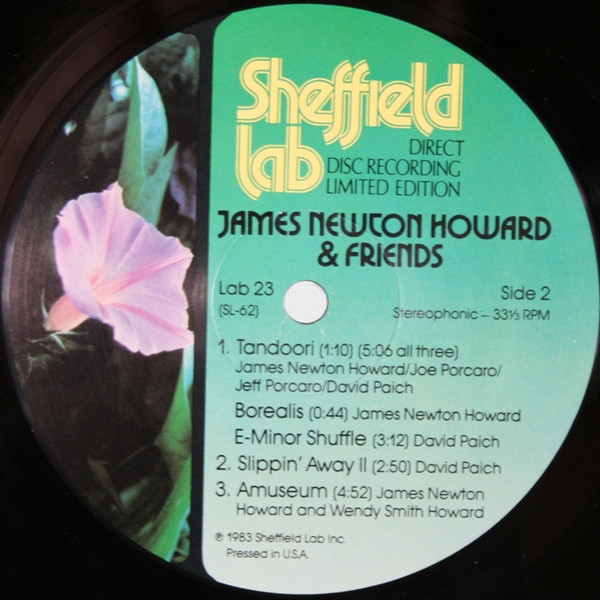 Sheffield
Lab
DIRECT
DISC RECORDING
LIMITED EDITION
JAMES NEWTON HOWARD
& FRIENDS
Lab 23
Side 2
(SL-62)
Stereophonic – 33⅓ RPM
1. Tandoori (1:10) (5:06 all three)
James Newton Howard/Joe Porcaro/
Jeff Porcaro/David Paich
Borealis (0:44) James Newton Howard
E-Minor Shuffle (3:12) David Paich
2. Slippin' Away II (2:50) David Paich
3. Amuseum (4:52) James Newton
Howard and Wendy Smith Howard
℗ 1983 Sheffield Lab Inc.
Pressed in U.S.A.